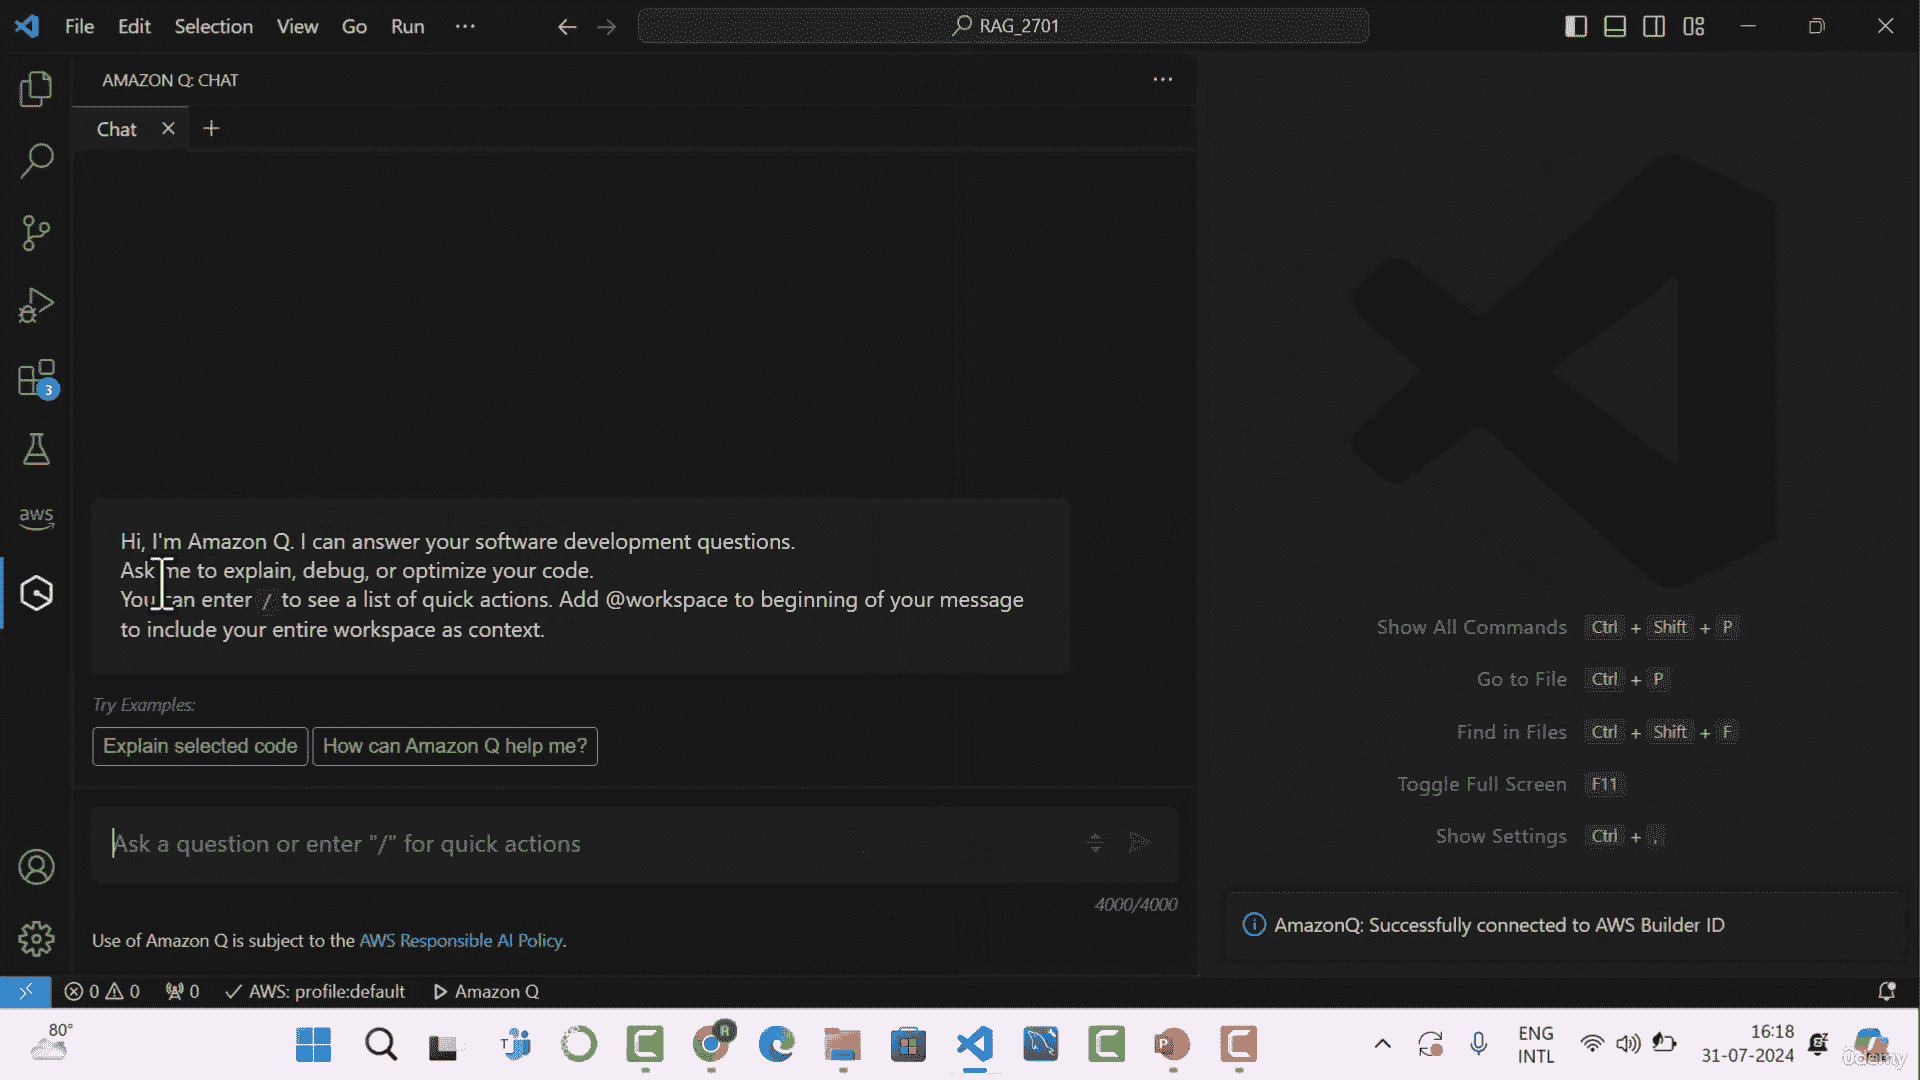 File Edit Selection View Go Run ···
RAG_2701
AMAZON Q: CHAT
Chat
3
aws
Hi, I'm Amazon Q. I can answer your software development questions.
Ask me to explain, debug, or optimize your code.
You can enter / to see a list of quick actions. Add @workspace to beginning of your message
to include your entire workspace as context.
Try Examples:
Explain selected code How can Amazon Q help me?
Ask a question or enter "/" for quick actions
4000/4000
Use of Amazon Q is subject to the AWS Responsible AI Policy.
Show All Commands Ctrl + Shift + P
Go to File Ctrl + P
Find in Files Ctrl + Shift + F
Toggle Full Screen F11
Show Settings Ctrl + ,
AmazonQ: Successfully connected to AWS Builder ID
0 0 0 AWS: profile:default Amazon Q
80°
ENG
INTL
16:18
31-07-2024
ûdemy